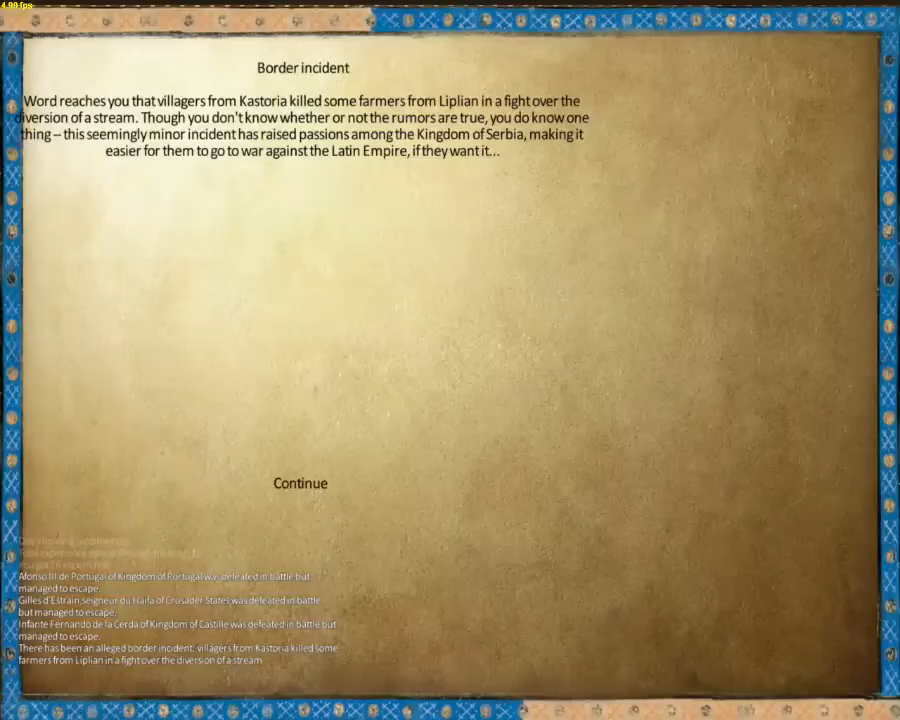 4.99 fps
Border incident
Word reaches you that villagers from Kastoria killed some farmers from Liplian in a fight over the
diversion of a stream. Though you don't know whether or not the rumors are true, you do know one
thing – this seemingly minor incident has raised passions among the Kingdom of Serbia, making it
easier for them to go to war against the Latin Empire, if they want it...
Continue
Afonso III de Portugal of Kingdom of Portugal was defeated in battle but
managed to escape.
Gilles d'Estrain,seigneur du Haifa of Crusader States was defeated in battle
but managed to escape.
Infante Fernando de la Cerda of Kingdom of Castille was defeated in battle but
managed to escape.
There has been an alleged border incident: villagers from Kastoria killed some
farmers from Liplian in a fight over the diversion of a stream